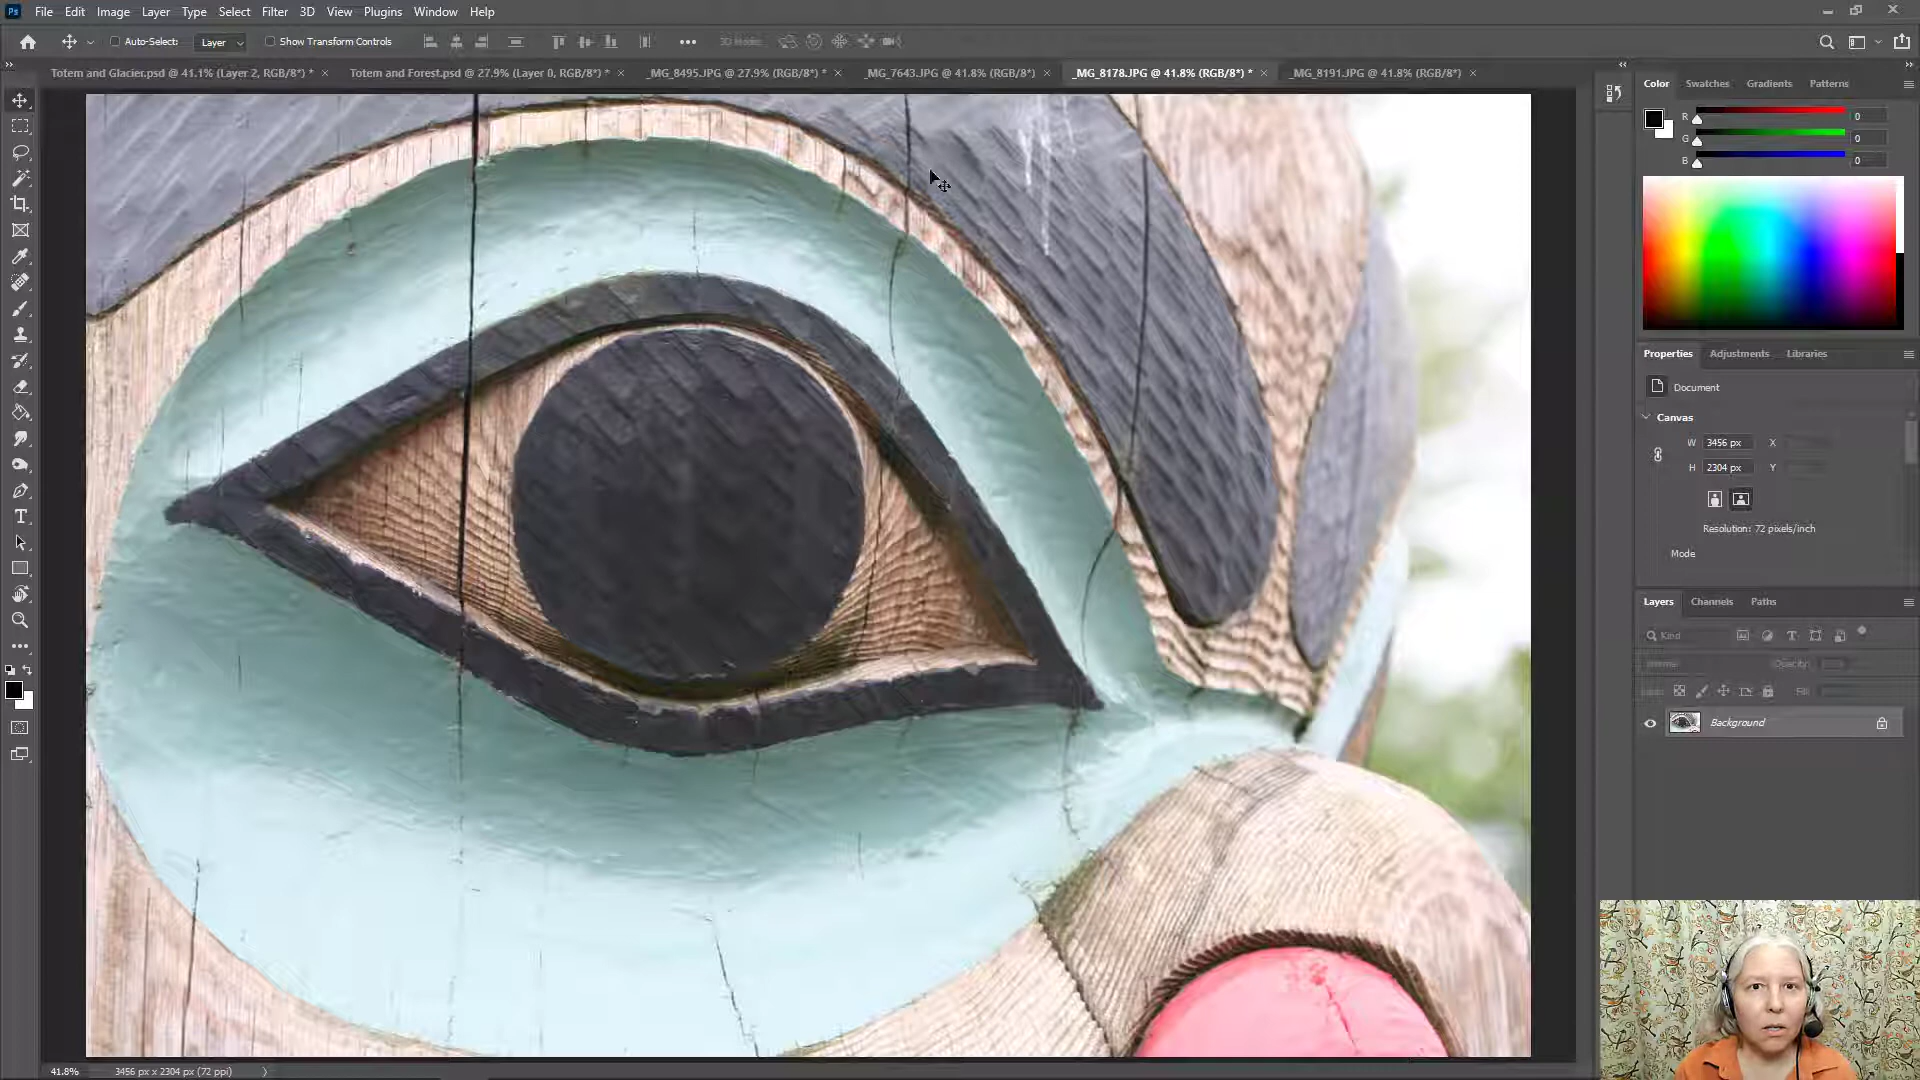 Ps File Edit Image Layer Type Select Filter 3D View Plugins Window Help
Auto-Select: Layer Show Transform Controls ••• 3D Mode:
Totem and Glacier.psd @ 41.1% (Layer 2, RGB/8*) * × Totem and Forest.psd @ 27.9% (Layer 0, RGB/8*) * × _MG_8495.JPG @ 27.9% (RGB/8*) * × _MG_7643.JPG @ 41.8% (RGB/8*) × _MG_8178.JPG @ 41.8% (RGB/8*) * × _MG_8191.JPG @ 41.8% (RGB/8*) ×
Color Swatches Gradients Patterns
R 0
G 0
B 0
Properties Adjustments Libraries
Document
Canvas
W 3456 px X
H 2304 px Y
Resolution: 72 pixels/inch
Mode
Layers Channels Paths
Kind
Opacity:
Fill:
Background
41.8% 3456 px x 2304 px (72 ppi)